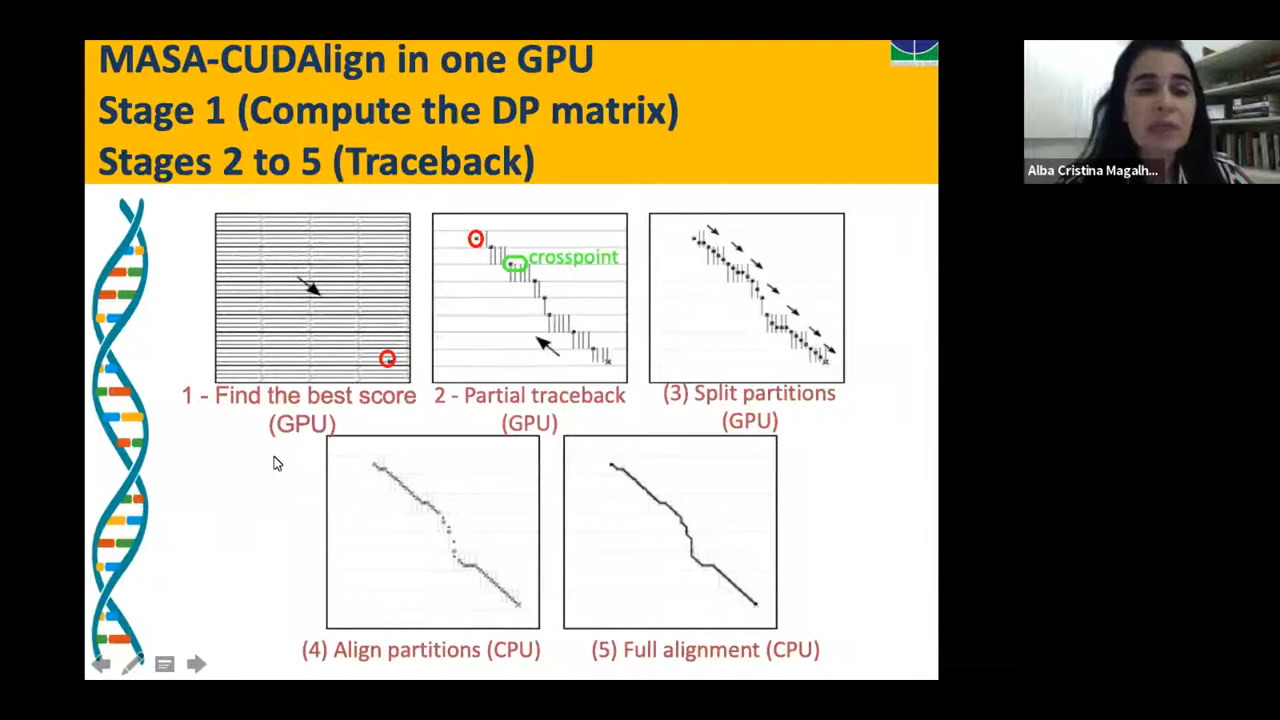 MASA-CUDAlign in one GPU
Stage 1 (Compute the DP matrix)
Stages 2 to 5 (Traceback)
Alba Cristina Magalh...
crosspoint
1 - Find the best score
(GPU)
2 - Partial traceback
(GPU)
(3) Split partitions
(GPU)
(4) Align partitions (CPU)
(5) Full alignment (CPU)